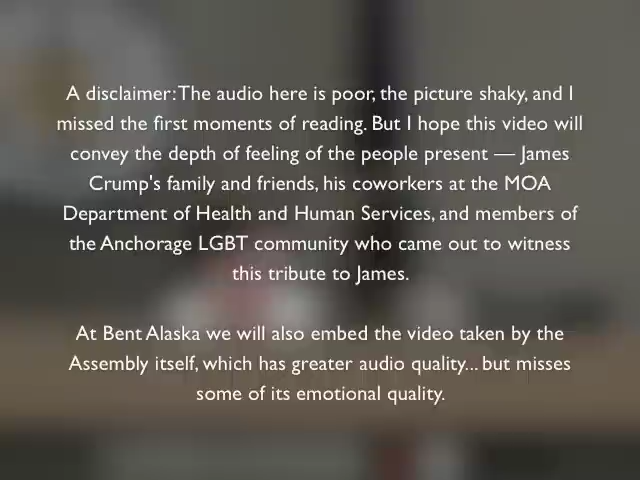 A disclaimer: The audio here is poor, the picture shaky, and I
missed the first moments of reading. But I hope this video will
convey the depth of feeling of the people present — James
Crump's family and friends, his coworkers at the MOA
Department of Health and Human Services, and members of
the Anchorage LGBT community who came out to witness
this tribute to James.
At Bent Alaska we will also embed the video taken by the
Assembly itself, which has greater audio quality... but misses
some of its emotional quality.